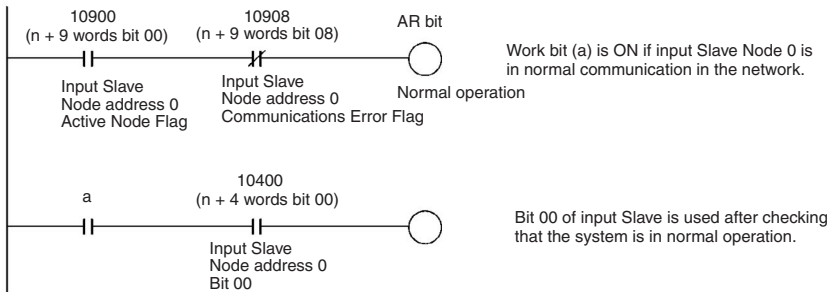 10900
(n + 9 words bit 00)
10908
(n + 9 words bit 08)
AR bit
Input Slave
Node address 0
Active Node Flag
Input Slave
Node address 0
Communications Error Flag
Normal operation
Work bit (a) is ON if input Slave Node 0 is
in normal communication in the network.
a
10400
(n + 4 words bit 00)
Input Slave
Node address 0
Bit 00
Bit 00 of input Slave is used after checking
that the system is in normal operation.